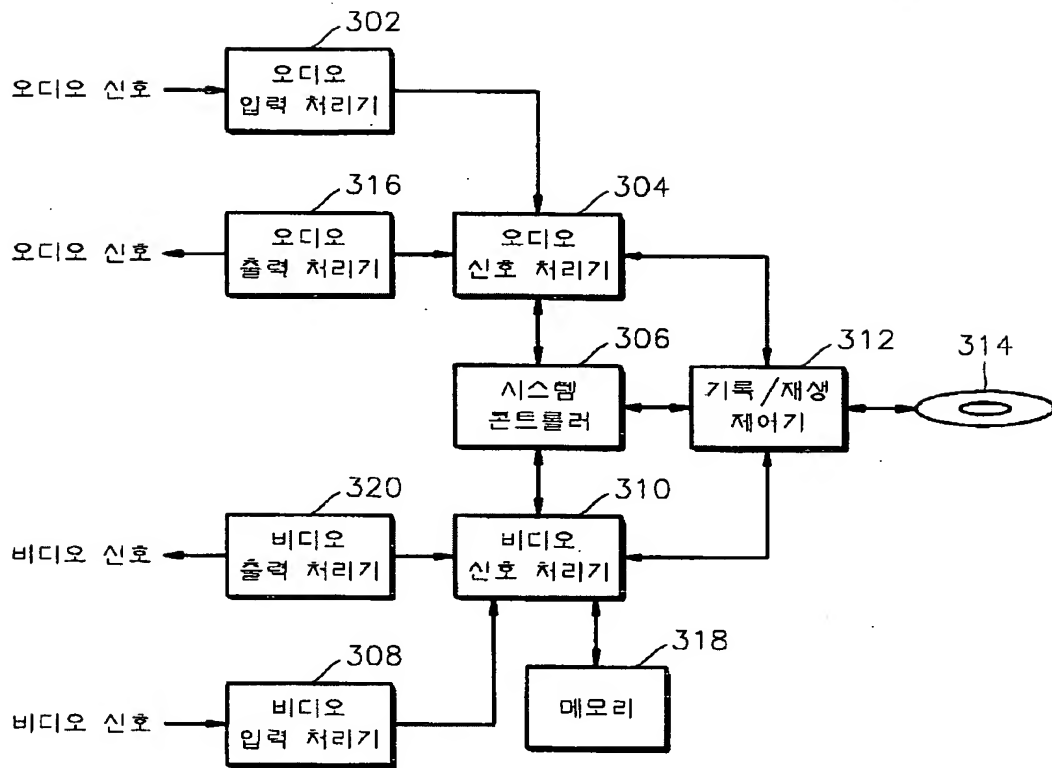 302
오디오 신호
오디오
입력 처리기
316
304
오디오 신호
오디오
출력 처리기
오디오
신호 처리기
306
312
314
시스템
콘트롤러
기록/재생
제어기
320
310
비디오 신호
비디오
출력 처리기
비디오
신호 처리기
308
318
비디오 신호
비디오
입력 처리기
메모리